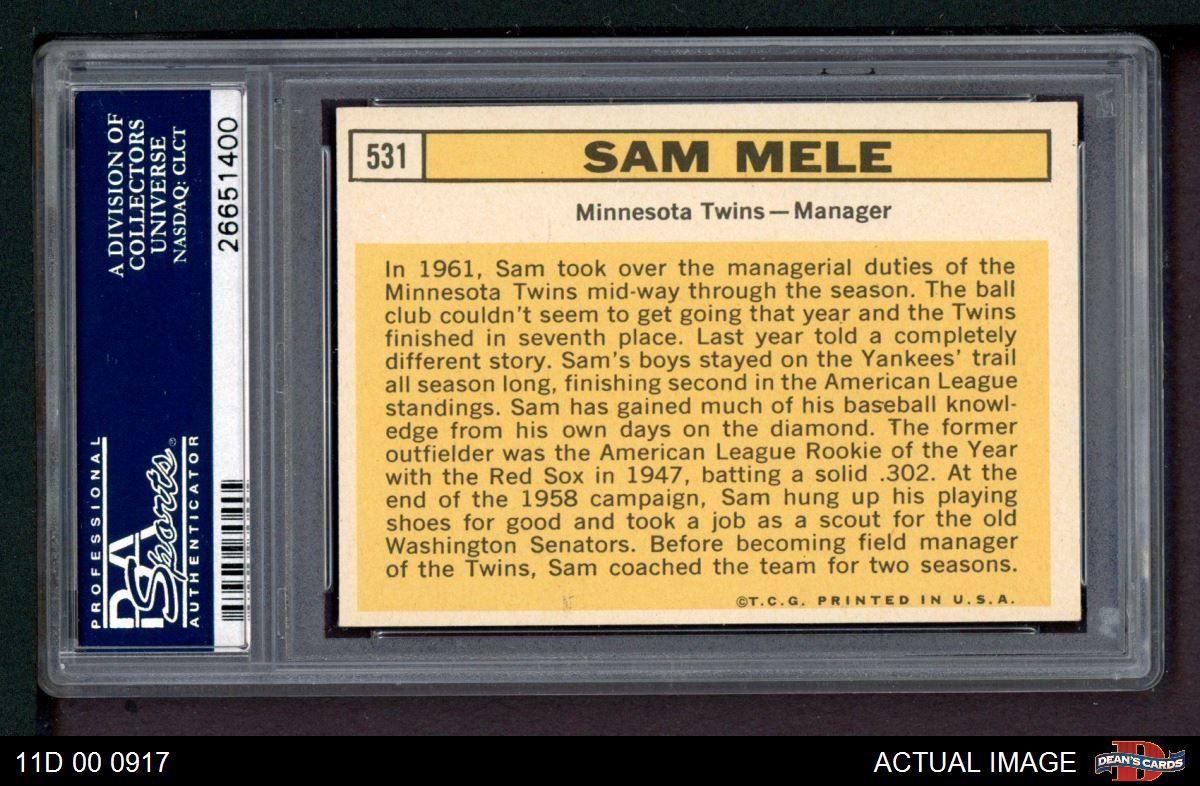 A DIVISION OF
COLLECTORS
UNIVERSE
NASDAQ: CLCT
26651400
PROFESSIONAL
PSA
Sports®
AUTHENTICATOR
531
SAM MELE
Minnesota Twins—Manager
In 1961, Sam took over the managerial duties of the
Minnesota Twins mid-way through the season. The ball
club couldn't seem to get going that year and the Twins
finished in seventh place. Last year told a completely
different story. Sam's boys stayed on the Yankees' trail
all season long, finishing second in the American League
standings. Sam has gained much of his baseball knowl-
edge from his own days on the diamond. The former
outfielder was the American League Rookie of the Year
with the Red Sox in 1947, batting a solid .302. At the
end of the 1958 campaign, Sam hung up his playing
shoes for good and took a job as a scout for the old
Washington Senators. Before becoming field manager
of the Twins, Sam coached the team for two seasons.
©T.C.G. PRINTED IN U.S.A.
11D 00 0917
ACTUAL IMAGE
D
DEAN'S CARDS